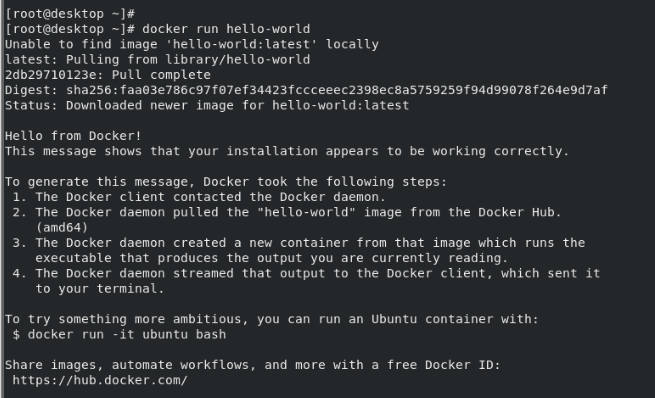 [root@desktop ~]#
[root@desktop ~]# docker run hello-world
Unable to find image 'hello-world:latest' locally
latest: Pulling from library/hello-world
2db29710123e: Pull complete
Digest: sha256:faa03e786c97f07ef34423fccceeec2398ec8a5759259f94d99078f264e9d7af
Status: Downloaded newer image for hello-world:latest
Hello from Docker!
This message shows that your installation appears to be working correctly.
To generate this message, Docker took the following steps:
1. The Docker client contacted the Docker daemon.
2. The Docker daemon pulled the "hello-world" image from the Docker Hub.
(amd64)
3. The Docker daemon created a new container from that image which runs the
executable that produces the output you are currently reading.
4. The Docker daemon streamed that output to the Docker client, which sent it
to your terminal.
To try something more ambitious, you can run an Ubuntu container with:
$ docker run -it ubuntu bash
Share images, automate workflows, and more with a free Docker ID:
https://hub.docker.com/